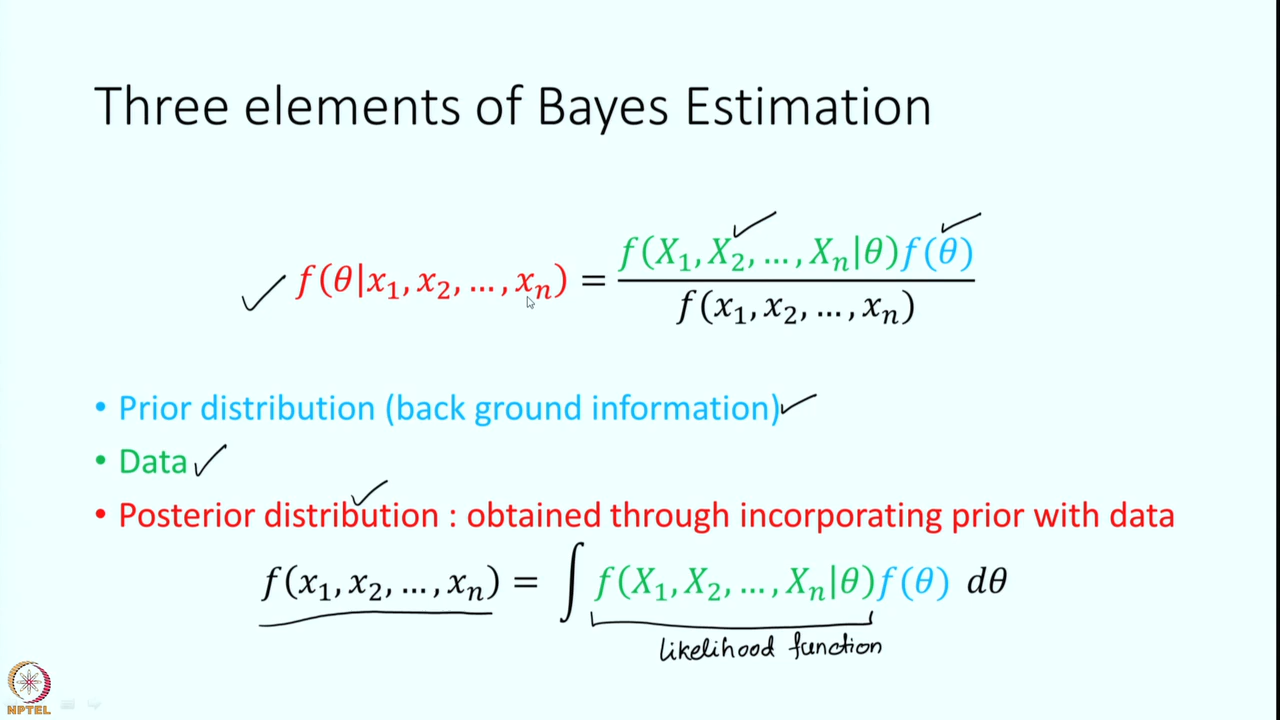 Three elements of Bayes Estimation
f(θ|x₁, x₂, …, xₙ) = f(X₁, X₂, …, Xₙ|θ)f(θ)
f(x₁, x₂, …, xₙ)
• Prior distribution (back ground information)
• Data
• Posterior distribution : obtained through incorporating prior with data
f(x₁, x₂, …, xₙ) = ∫ f(X₁, X₂, …, Xₙ|θ)f(θ) dθ
likelihood function
NPTEL